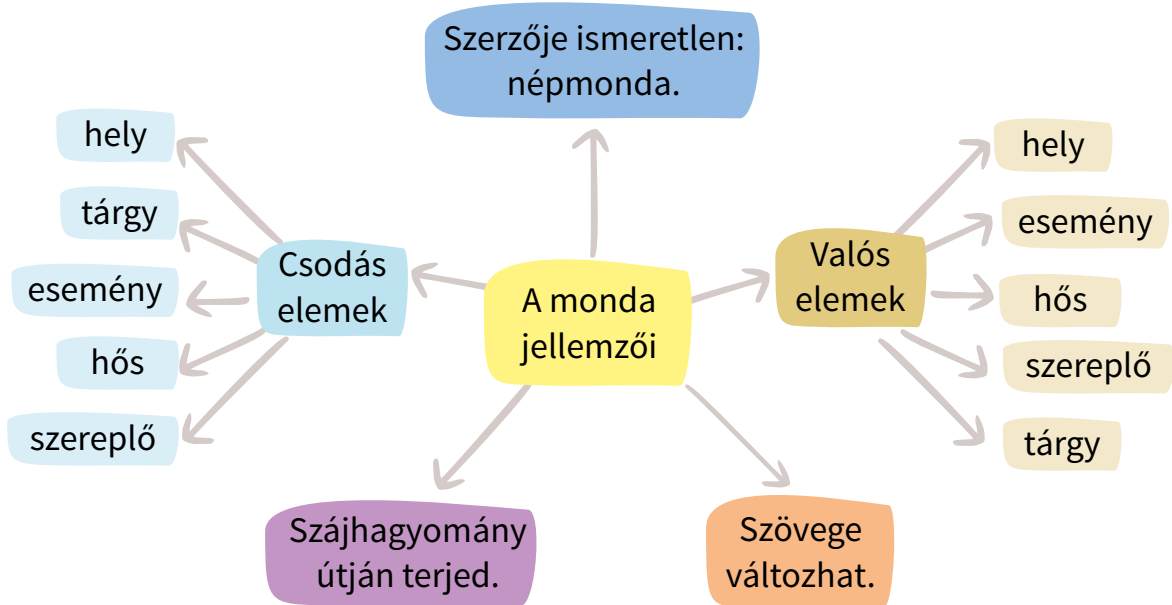 Szerzője ismeretlen:
népmonda.
hely
tárgy
esemény
hős
szereplő
Csodás
elemek
A monda
jellemzői
Valós
elemek
hely
esemény
hős
szereplő
tárgy
Szájhagyomány
útján terjed.
Szövege
változhat.